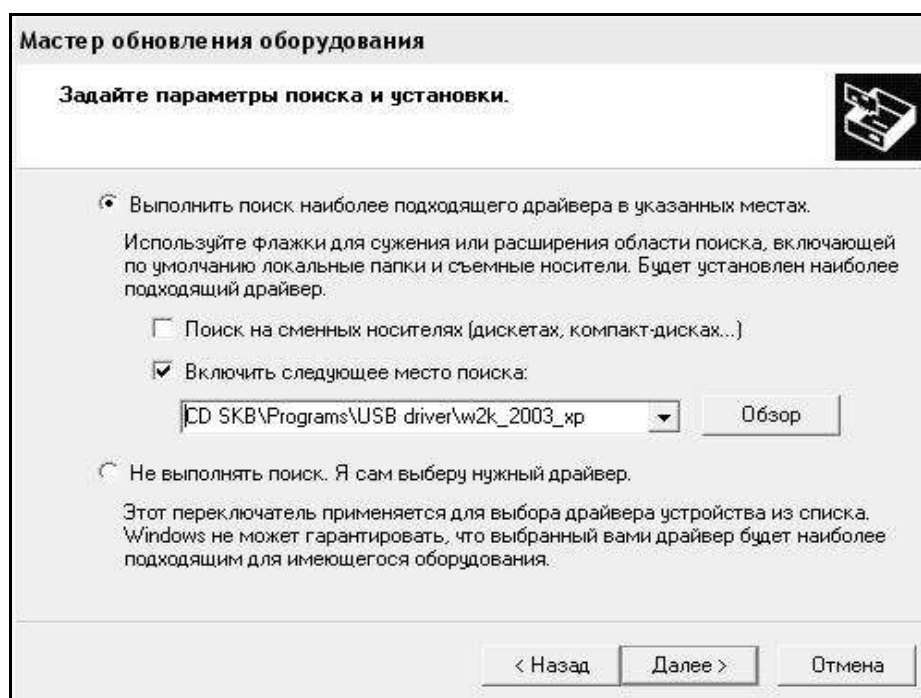 Мастер обновления оборудования
Задайте параметры поиска и установки.
Выполнить поиск наиболее подходящего драйвера в указанных местах.
Используйте флажки для сужения или расширения области поиска, включающей
по умолчанию локальные папки и съемные носители. Будет установлен наиболее
подходящий драйвер.
Поиск на сменных носителях (дискетах, компакт-дисках...)
Включить следующее место поиска:
CD SKB\Programs\USB driver\w2k_2003_xp
Обзор
Не выполнять поиск. Я сам выберу нужный драйвер.
Этот переключатель применяется для выбора драйвера устройства из списка.
Windows не может гарантировать, что выбранный вами драйвер будет наиболее
подходящим для имеющегося оборудования.
< Назад Далее > Отмена